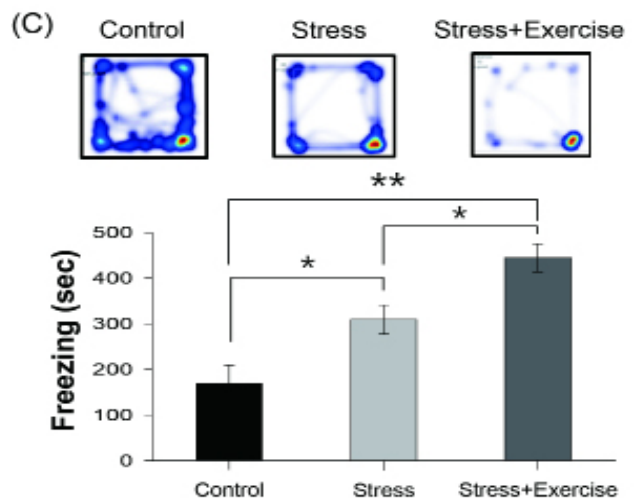 (C)
Control Stress Stress+Exercise
**
*
*
500
400
300
200
100
0
Freezing (sec)
Control Stress Stress+Exercise